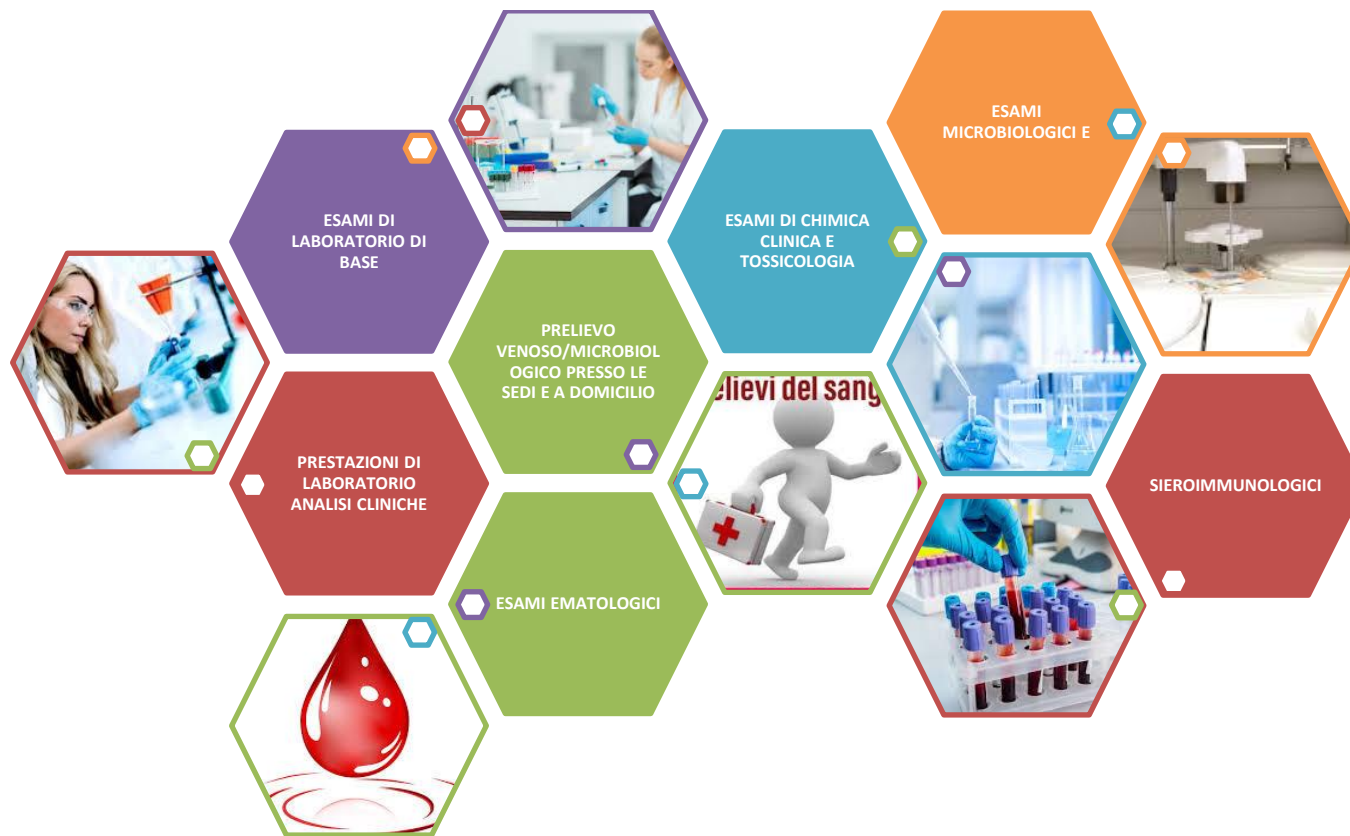 ESAMI
MICROBIOLOGICI E
ESAMI DI
LABORATORIO DI
BASE
ESAMI DI CHIMICA
CLINICA E
TOSSICOLOGIA
PRELIEVO
VENOSO/MICROBIOL
OGICO PRESSO LE
SEDI E A DOMICILIO
elievi del sang
PRESTAZIONI DI
LABORATORIO
ANALISI CLINICHE
SIEROIMMUNOLOGICI
ESAMI EMATOLOGICI